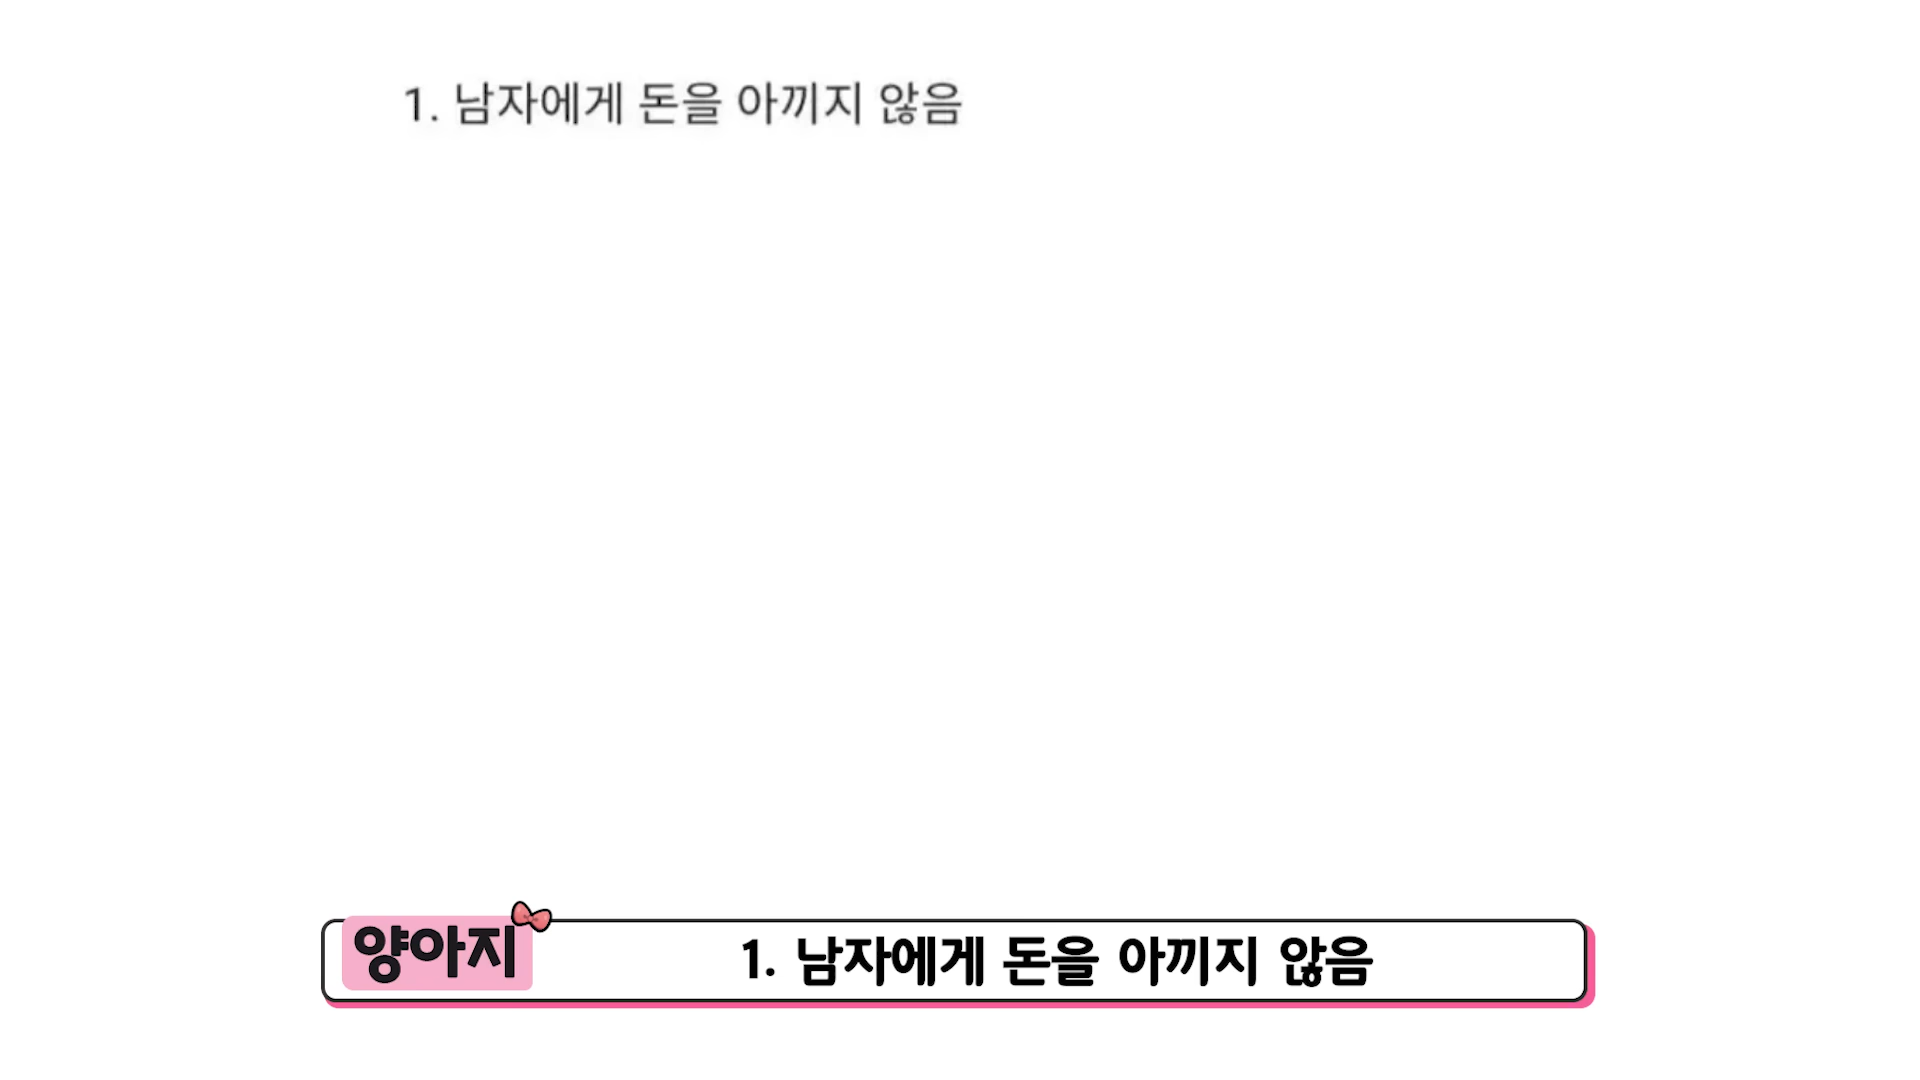 1. 남자에게 돈을 아끼지 않음
양아지
1. 남자에게 돈을 아끼지 않음